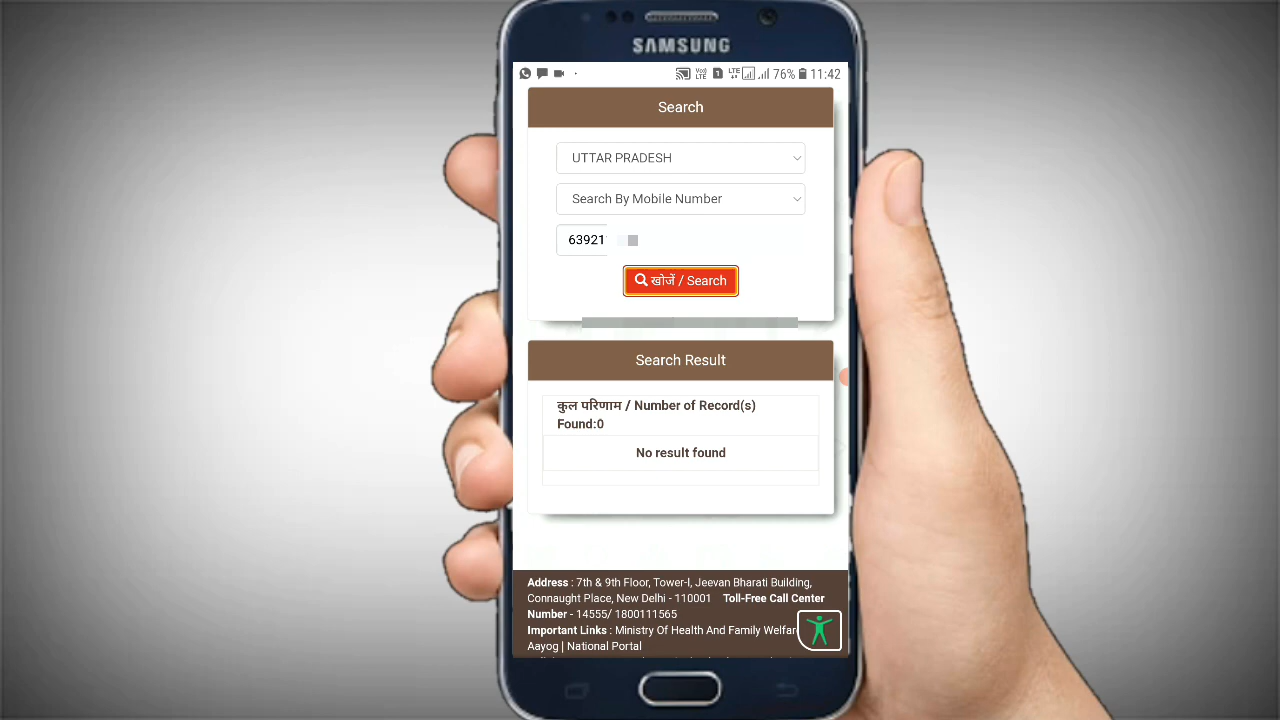 SAMSUNG
76% 11:42
Search
UTTAR PRADESH
Search By Mobile Number
63921
खोजें / Search
Search Result
कुल परिणाम / Number of Record(s)
Found:0
No result found
Address : 7th & 9th Floor, Tower-l, Jeevan Bharati Building,
Connaught Place, New Delhi - 110001 Toll-Free Call Center
Number - 14555/ 1800111565
Important Links : Ministry Of Health And Family Welfar
Aayog | National Portal